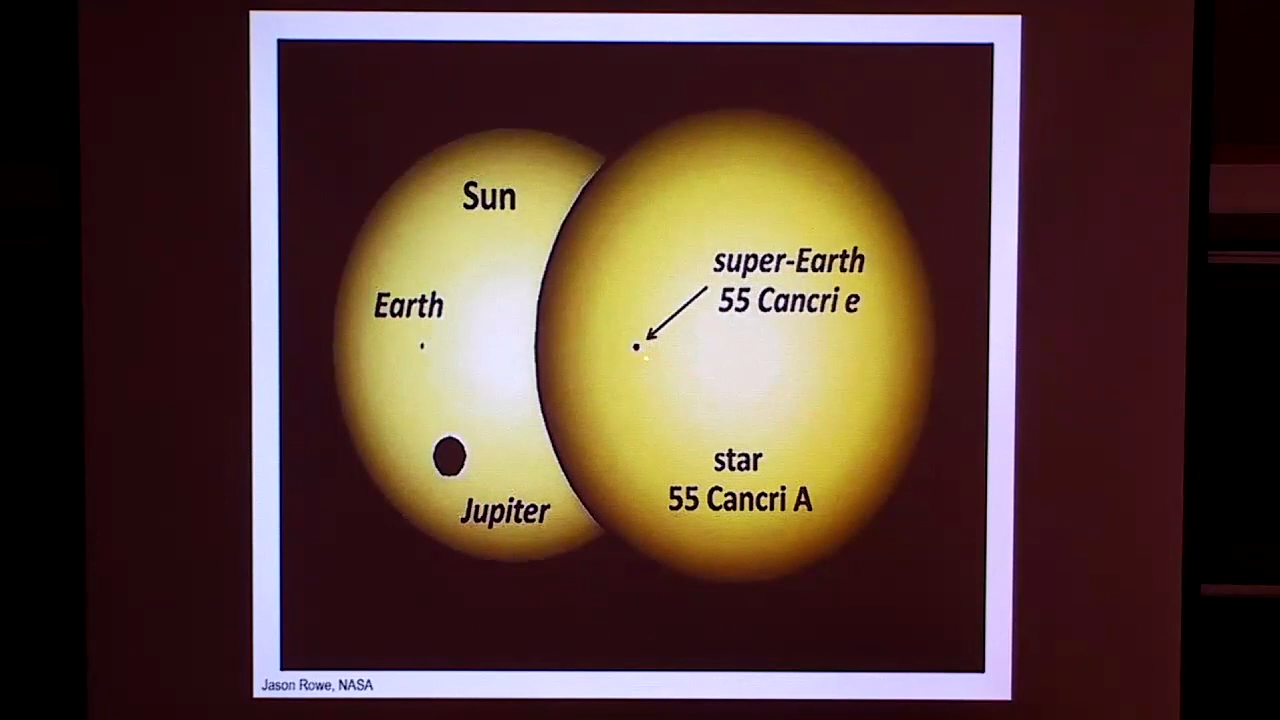 Sun
Earth
Jupiter
super-Earth
55 Cancri e
star
55 Cancri A
Jason Rowe, NASA